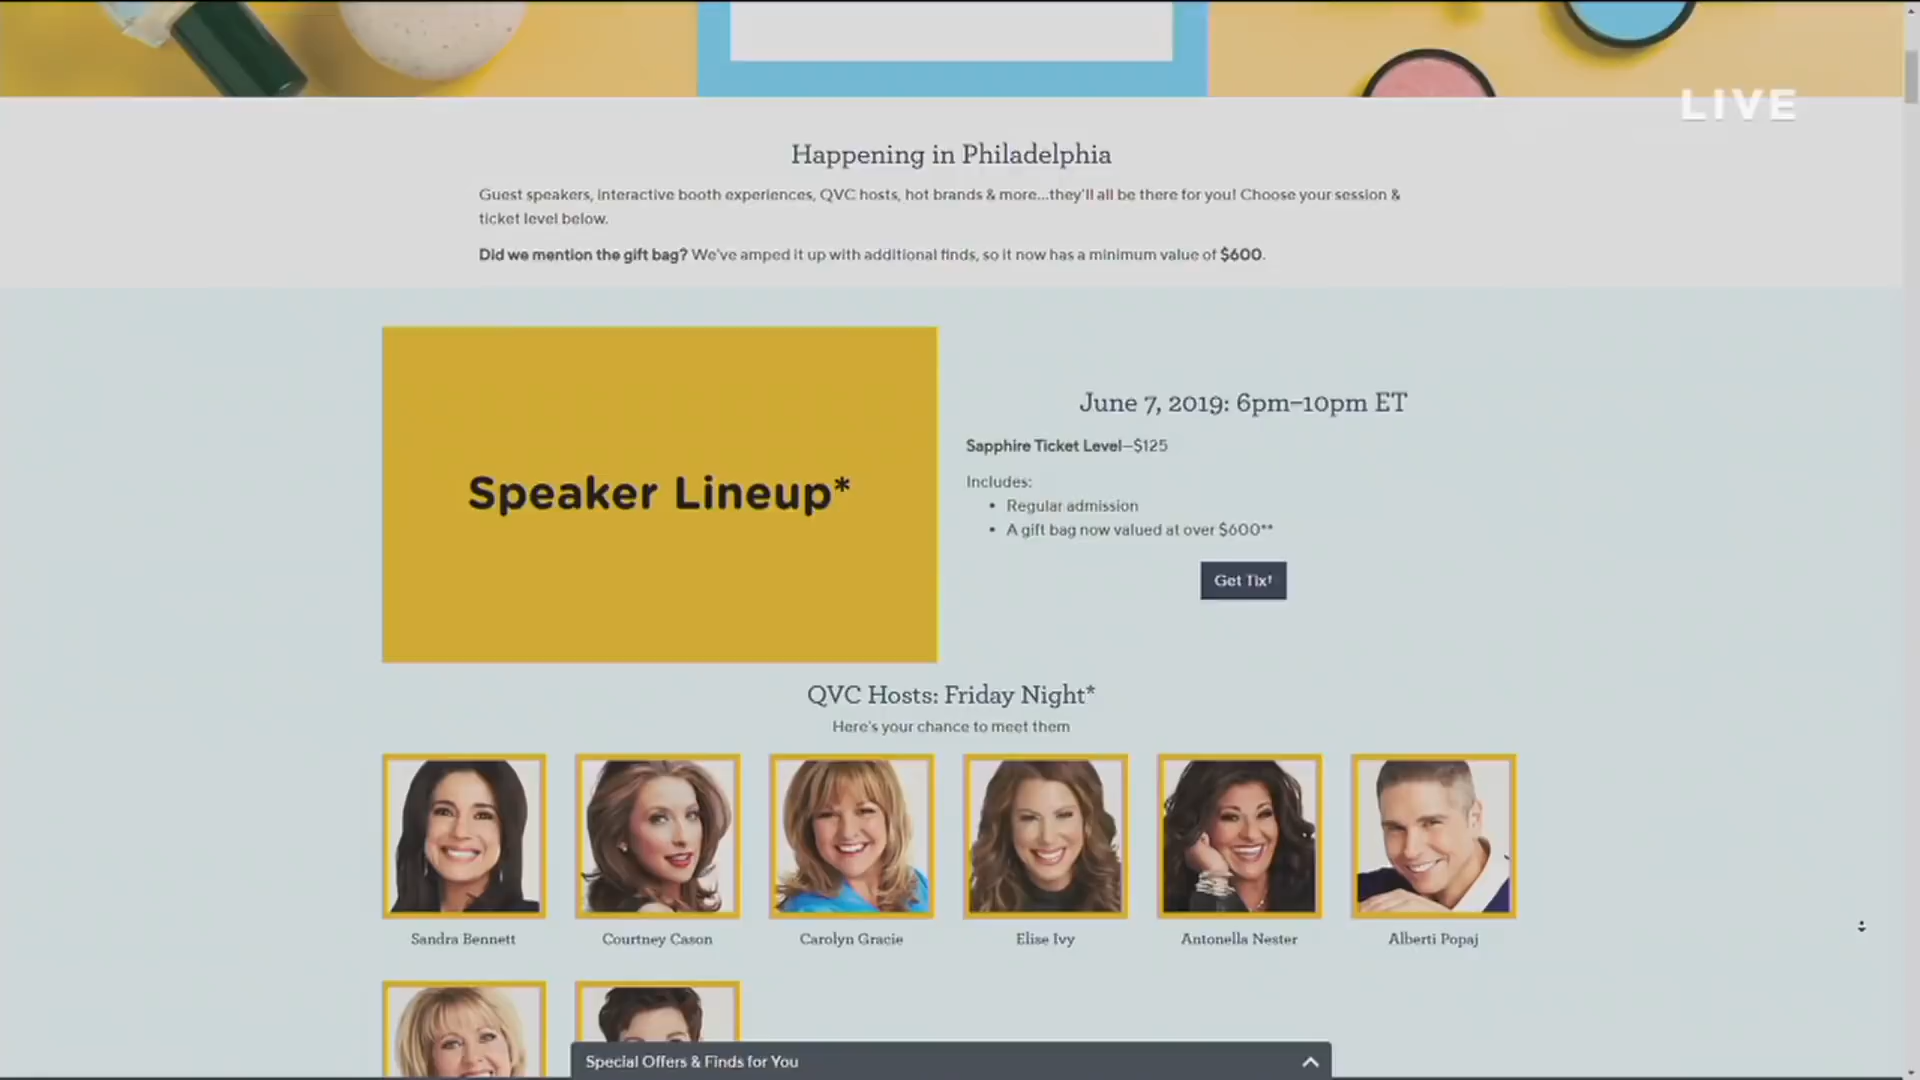 LIVE
Happening in Philadelphia
Guest speakers, interactive booth experiences, QVC hosts, hot brands & more...they'll all be there for you! Choose your session &
ticket level below.
Did we mention the gift bag? We've amped it up with additional finds, so it now has a minimum value of $600.
Speaker Lineup*
June 7, 2019: 6pm–10pm ET
Sapphire Ticket Level–$125
Includes:
• Regular admission
• A gift bag now valued at over $600**
Get Tix†
QVC Hosts: Friday Night*
Here's your chance to meet them
Sandra Bennett
Courtney Cason
Carolyn Gracie
Elise Ivy
Antonella Nester
Alberti Popaj
Special Offers & Finds for You